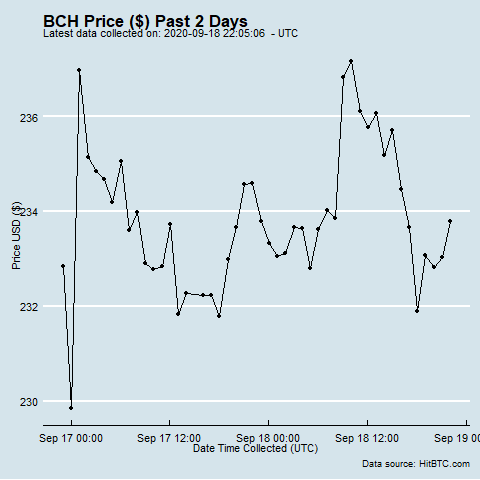 BCH Price ($) Past 2 Days
Latest data collected on: 2020-09-18 22:05:06  - UTC
236
234
232
230
Price USD ($)
Sep 17 00:00
Sep 17 12:00
Sep 18 00:00
Sep 18 12:00
Sep 19 0
Date Time Collected (UTC)
Data source: HitBTC.com